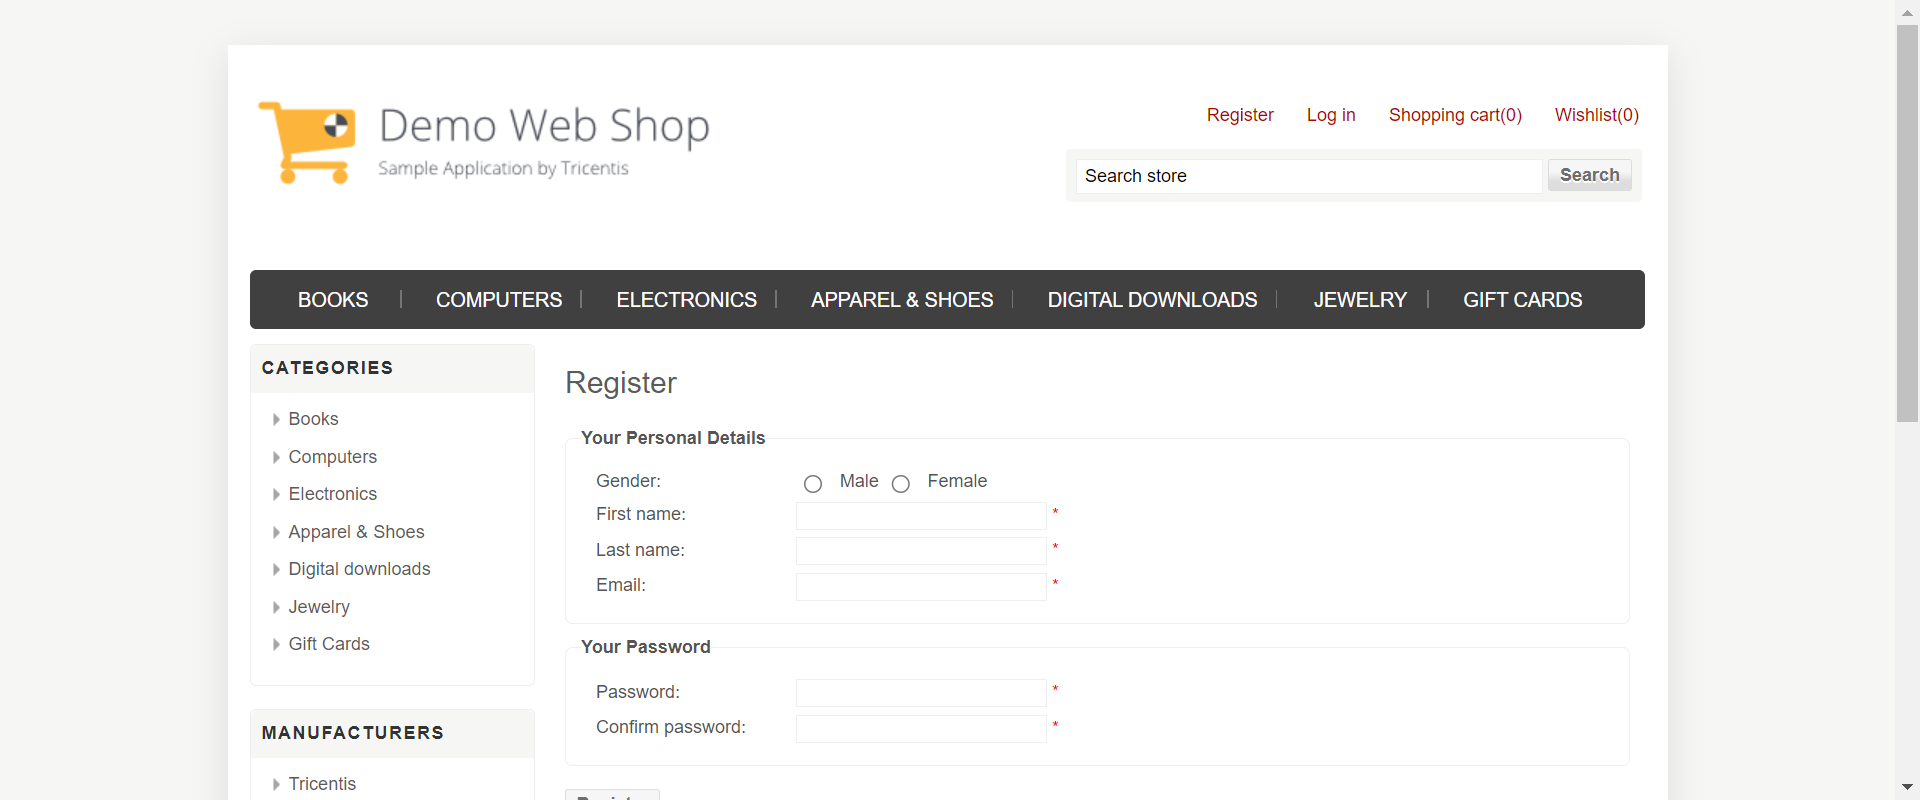 Demo Web Shop
Sample Application by Tricentis
Register Log in Shopping cart(0) Wishlist(0)
Search store Search
BOOKS COMPUTERS ELECTRONICS APPAREL & SHOES DIGITAL DOWNLOADS JEWELRY GIFT CARDS
CATEGORIES
Books
Computers
Electronics
Apparel & Shoes
Digital downloads
Jewelry
Gift Cards
MANUFACTURERS
Tricentis
Register
Your Personal Details
Gender: Male Female
First name: *
Last name: *
Email: *
Your Password
Password: *
Confirm password: *
Register